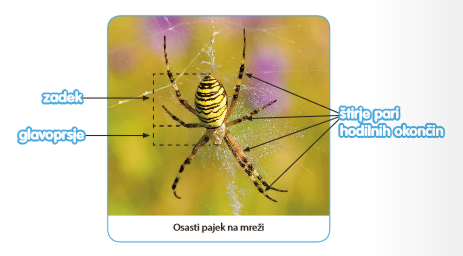 zadek
glavoprsje
štirje pari
hodilnih okončin
Osasti pajek na mreži